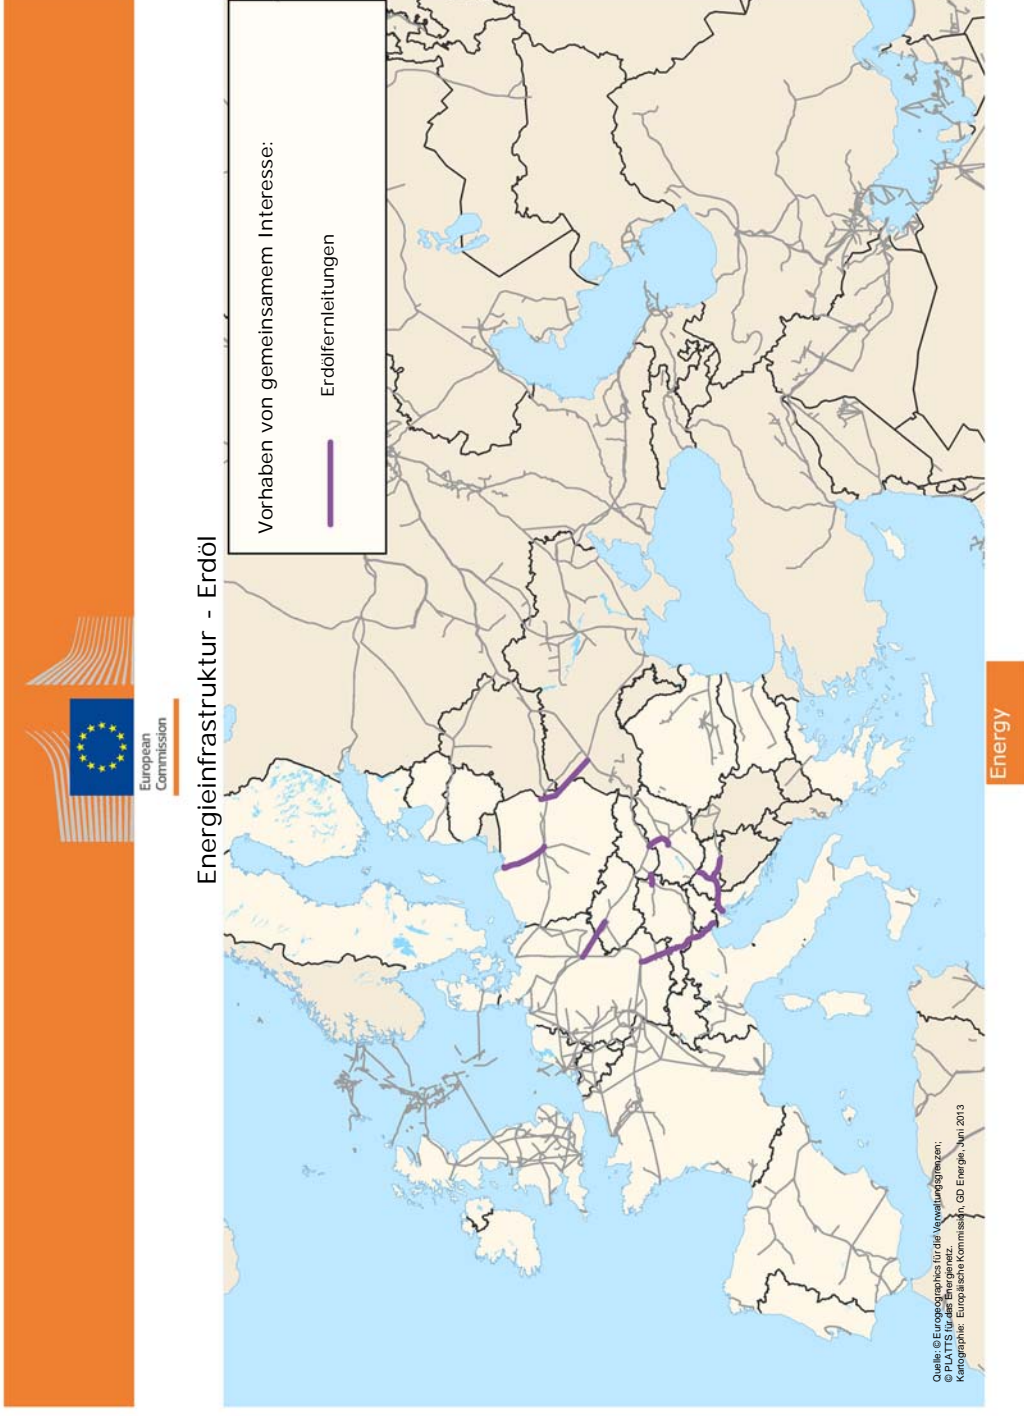 European
Commission
Energieinfrastruktur - Erdöl
Vorhaben von gemeinsamem Interesse:
Erdölfernleitungen
Quelle: © Eurogeographics für die Verwaltungsgrenzen;
© PLATTS für das Energienetz.
Kartographie: Europäische Kommission, GD Energie, Juni 2013
Energy